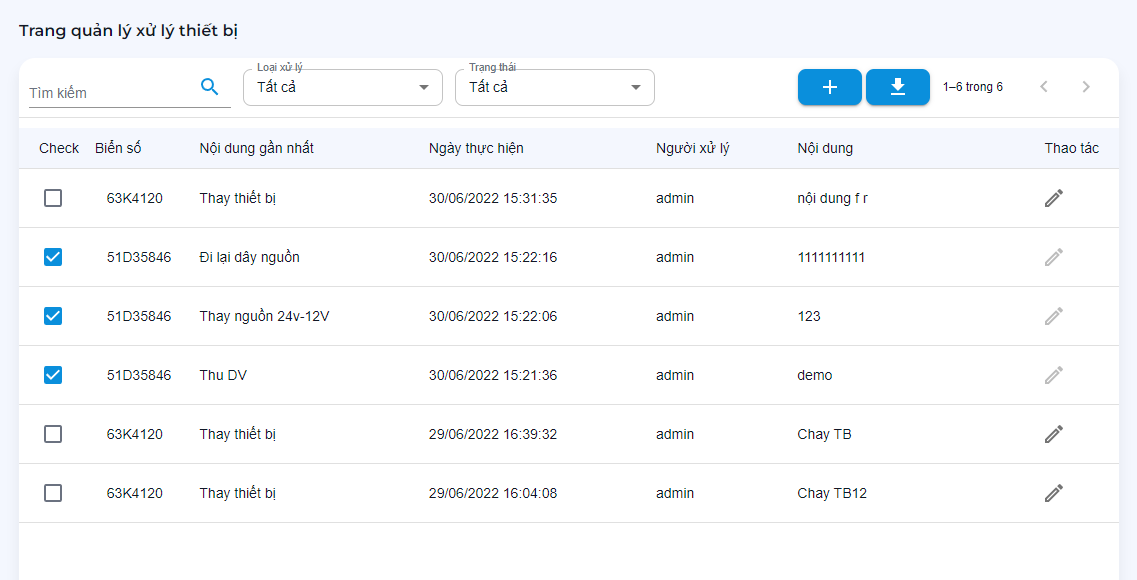 Trang quản lý xử lý thiết bị
Loại xử lý Trạng thái
Tìm kiếm Tất cả Tất cả 1–6 trong 6
Check Biển số Nội dung gần nhất Ngày thực hiện Người xử lý Nội dung Thao tác
63K4120 Thay thiết bị 30/06/2022 15:31:35 admin nội dung f r
51D35846 Đi lại dây nguồn 30/06/2022 15:22:16 admin 1111111111
51D35846 Thay nguồn 24v-12V 30/06/2022 15:22:06 admin 123
51D35846 Thu DV 30/06/2022 15:21:36 admin demo
63K4120 Thay thiết bị 29/06/2022 16:39:32 admin Chay TB
63K4120 Thay thiết bị 29/06/2022 16:04:08 admin Chay TB12